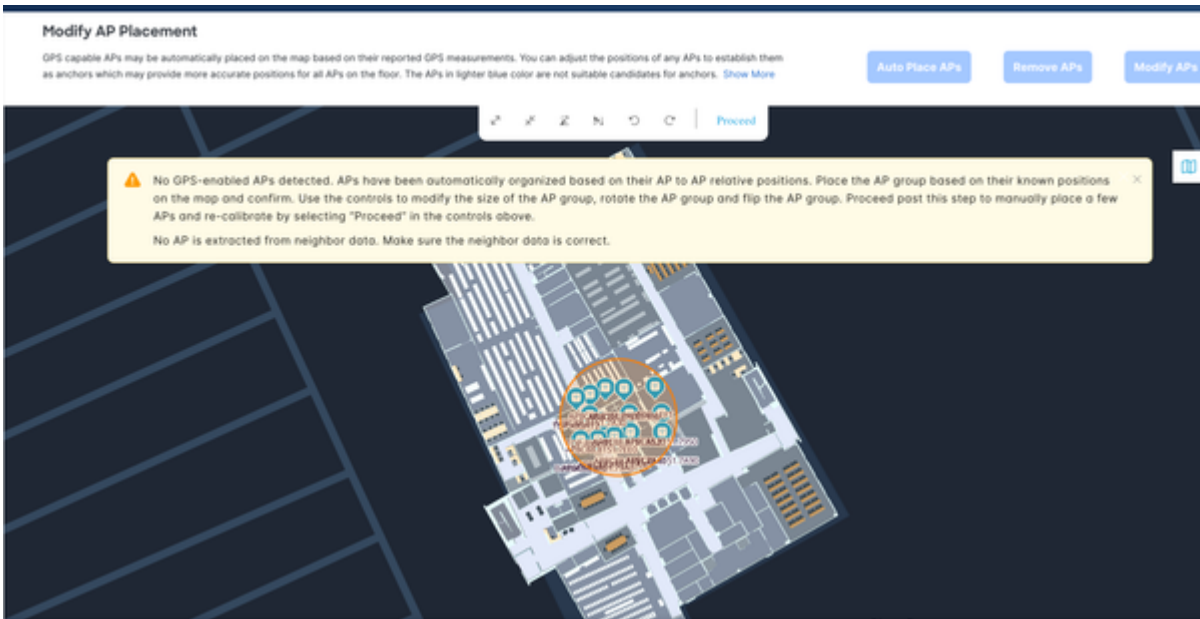 Modify AP Placement
GPS capable APs may be automatically placed on the map based on their reported GPS measurements. You can adjust the positions of any APs to establish them
as anchors which may provide more accurate positions for all APs on the floor. The APs in lighter blue color are not suitable candidates for anchors. Show More
Auto Place APs
Remove APs
Modify APs
Proceed
No GPS-enabled APs detected. APs have been automatically organized based on their AP to AP relative positions. Place the AP group based on their known positions
on the map and confirm. Use the controls to modify the size of the AP group, rotate the AP group and flip the AP group. Proceed past this step to manually place a few
APs and re-calibrate by selecting "Proceed" in the controls above.
No AP is extracted from neighbor data. Make sure the neighbor data is correct.